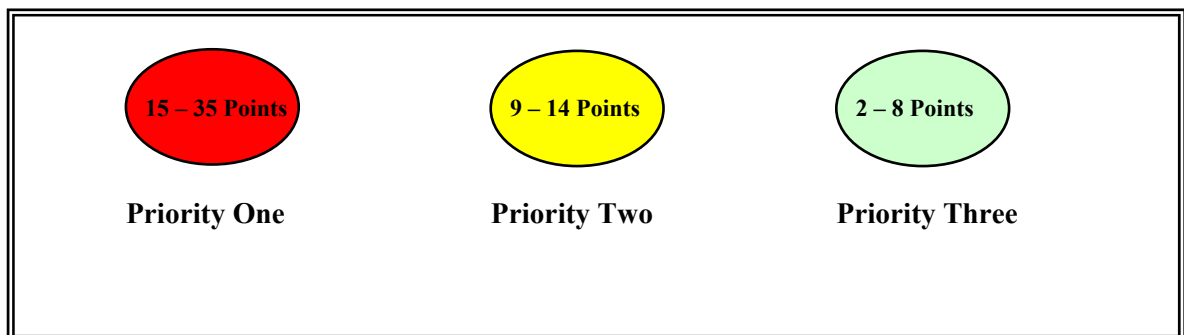 15 – 35 Points
9 – 14 Points
2 – 8 Points
Priority One
Priority Two
Priority Three